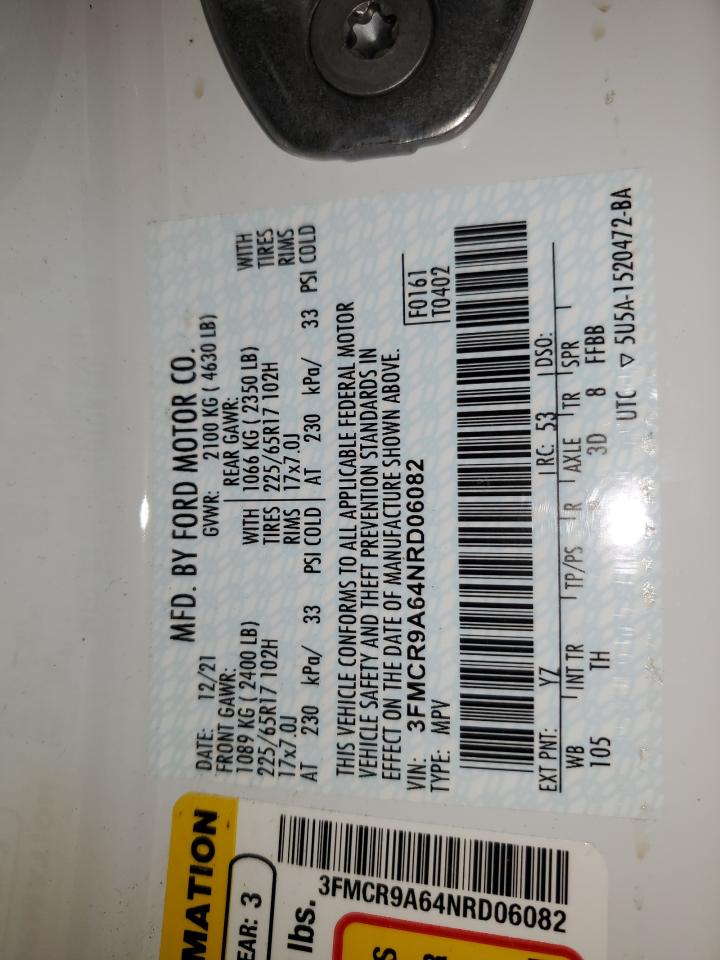 MFD. BY FORD MOTOR CO.
DATE: 12/21 GVWR: 2100 KG ( 4630 LB)
FRONT GAWR: REAR GAWR:
1089 KG ( 2400 LB) WITH 1066 KG ( 2350 LB) WITH
225/65R17 102H TIRES 225/65R17 102H TIRES
17x7.0J RIMS 17x7.0J RIMS
AT 230 kPa/ 33 PSI COLD AT 230 kPa/ 33 PSI COLD
THIS VEHICLE CONFORMS TO ALL APPLICABLE FEDERAL MOTOR
VEHICLE SAFETY AND THEFT PREVENTION STANDARDS IN
EFFECT ON THE DATE OF MANUFACTURE SHOWN ABOVE.
VIN: 3FMCR9A64NRD06082 F0161
TYPE: MPV T0402
EXT PNT: YZ RC: 53 DSO:
WB INT TR TP/PS R AXLE TR SPR
105 TH 3D 8 FFBB
UTC ▽ 5U5A-1520472-BA
MATION
EAR: 3
lbs.
3FMCR9A64NRD06082
S